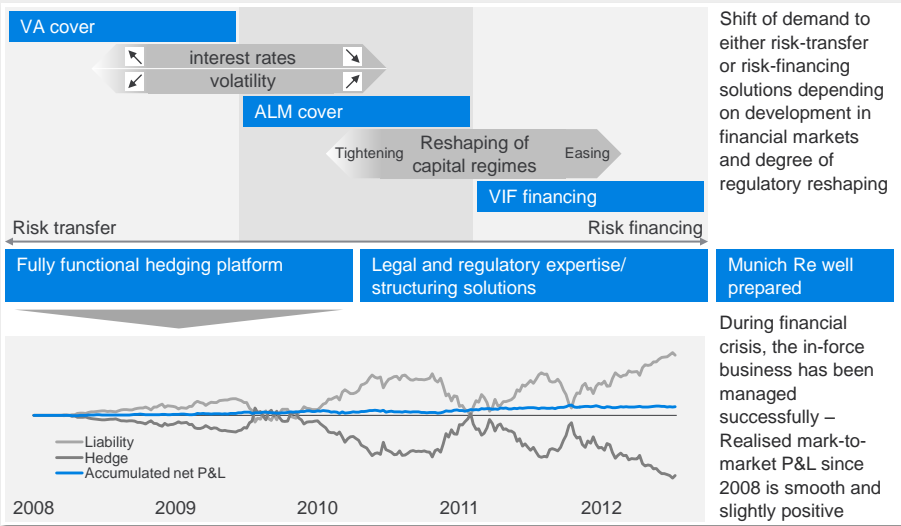 VA cover
interest rates
volatility
ALM cover
Tightening
Reshaping of
capital regimes
Easing
VIF financing
Risk transfer
Risk financing
Shift of demand to
either risk-transfer
or risk-financing
solutions depending
on development in
financial markets
and degree of
regulatory reshaping
Fully functional hedging platform
Legal and regulatory expertise/
structuring solutions
Munich Re well
prepared
Liability
Hedge
Accumulated net P&L
2008
2009
2010
2011
2012
During financial
crisis, the in-force
business has been
managed
successfully –
Realised mark-to-
market P&L since
2008 is smooth and
slightly positive